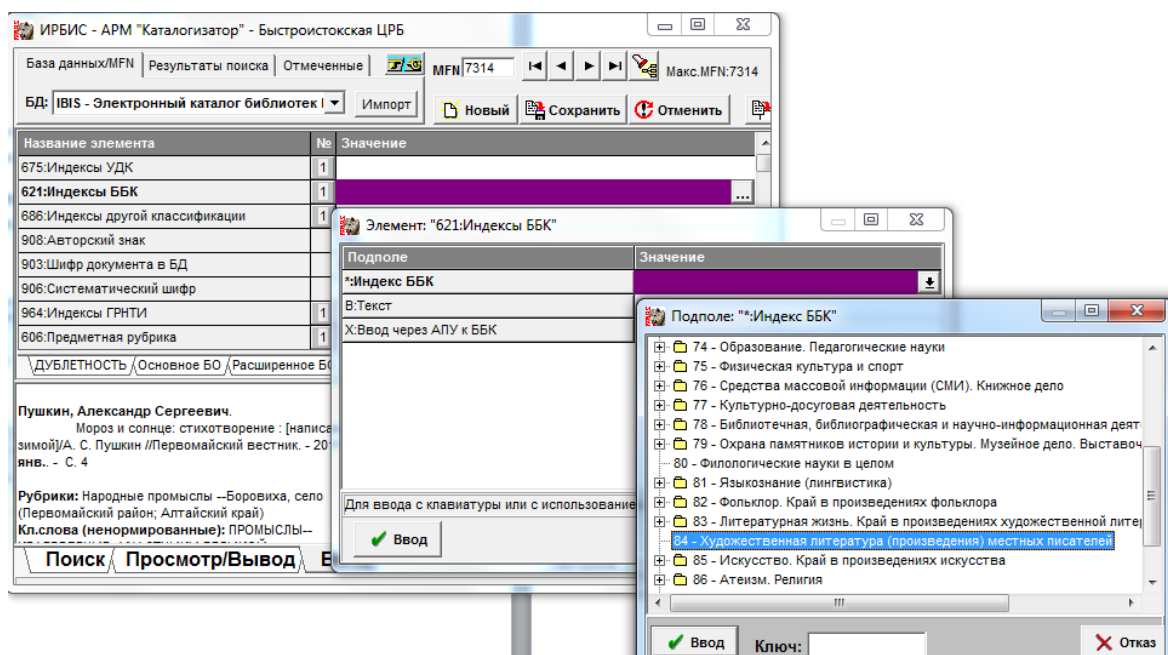 ИРБИС - АРМ "Каталогизатор" - Быстроистокская ЦРБ
База данных/MFN Результаты поиска Отмеченные MFN 7314 Макс.MFN:7314
БД: IBIS - Электронный каталог библиотек Импорт Новый Сохранить Отменить
Название элемента № Значение
675:Индексы УДК 1
621:Индексы ББК 1 ...
686:Индексы другой классификации 1
908:Авторский знак
903:Шифр документа в БД
906:Систематический шифр
964:Индексы ГРНТИ 1
606:Предметная рубрика 1
ДУБЛЕТНОСТЬ Основное БО Расширенное
Пушкин, Александр Сергеевич.
Мороз и солнце: стихотворение : [написа
зимой]/А. С. Пушкин //Первомайский вестник. - 20
янв.. - С. 4
Рубрики: Народные промыслы --Боровиха, село
(Первомайский район; Алтайский край)
Кл.слова (ненормированные): ПРОМЫСЛЫ--
Поиск Просмотр/Вывод
Элемент: "621:Индексы ББК"
Подполе Значение
*:Индекс ББК
B:Текст
X:Ввод через АПУ к ББК
Для ввода с клавиатуры или с использование
Ввод
Подполе: "*:Индекс ББК"
74 - Образование. Педагогические науки
75 - Физическая культура и спорт
76 - Средства массовой информации (СМИ). Книжное дело
77 - Культурно-досуговая деятельность
78 - Библиотечная, библиографическая и научно-информационная деят
79 - Охрана памятников истории и культуры. Музейное дело. Выставоч
80 - Филологические науки в целом
81 - Языкознание (лингвистика)
82 - Фольклор. Край в произведениях фольклора
83 - Литературная жизнь. Край в произведениях художественной литер
84 - Художественная литература (произведения) местных писателей
85 - Искусство. Край в произведениях искусства
86 - Атеизм. Религия
Ввод Ключ: Отказ